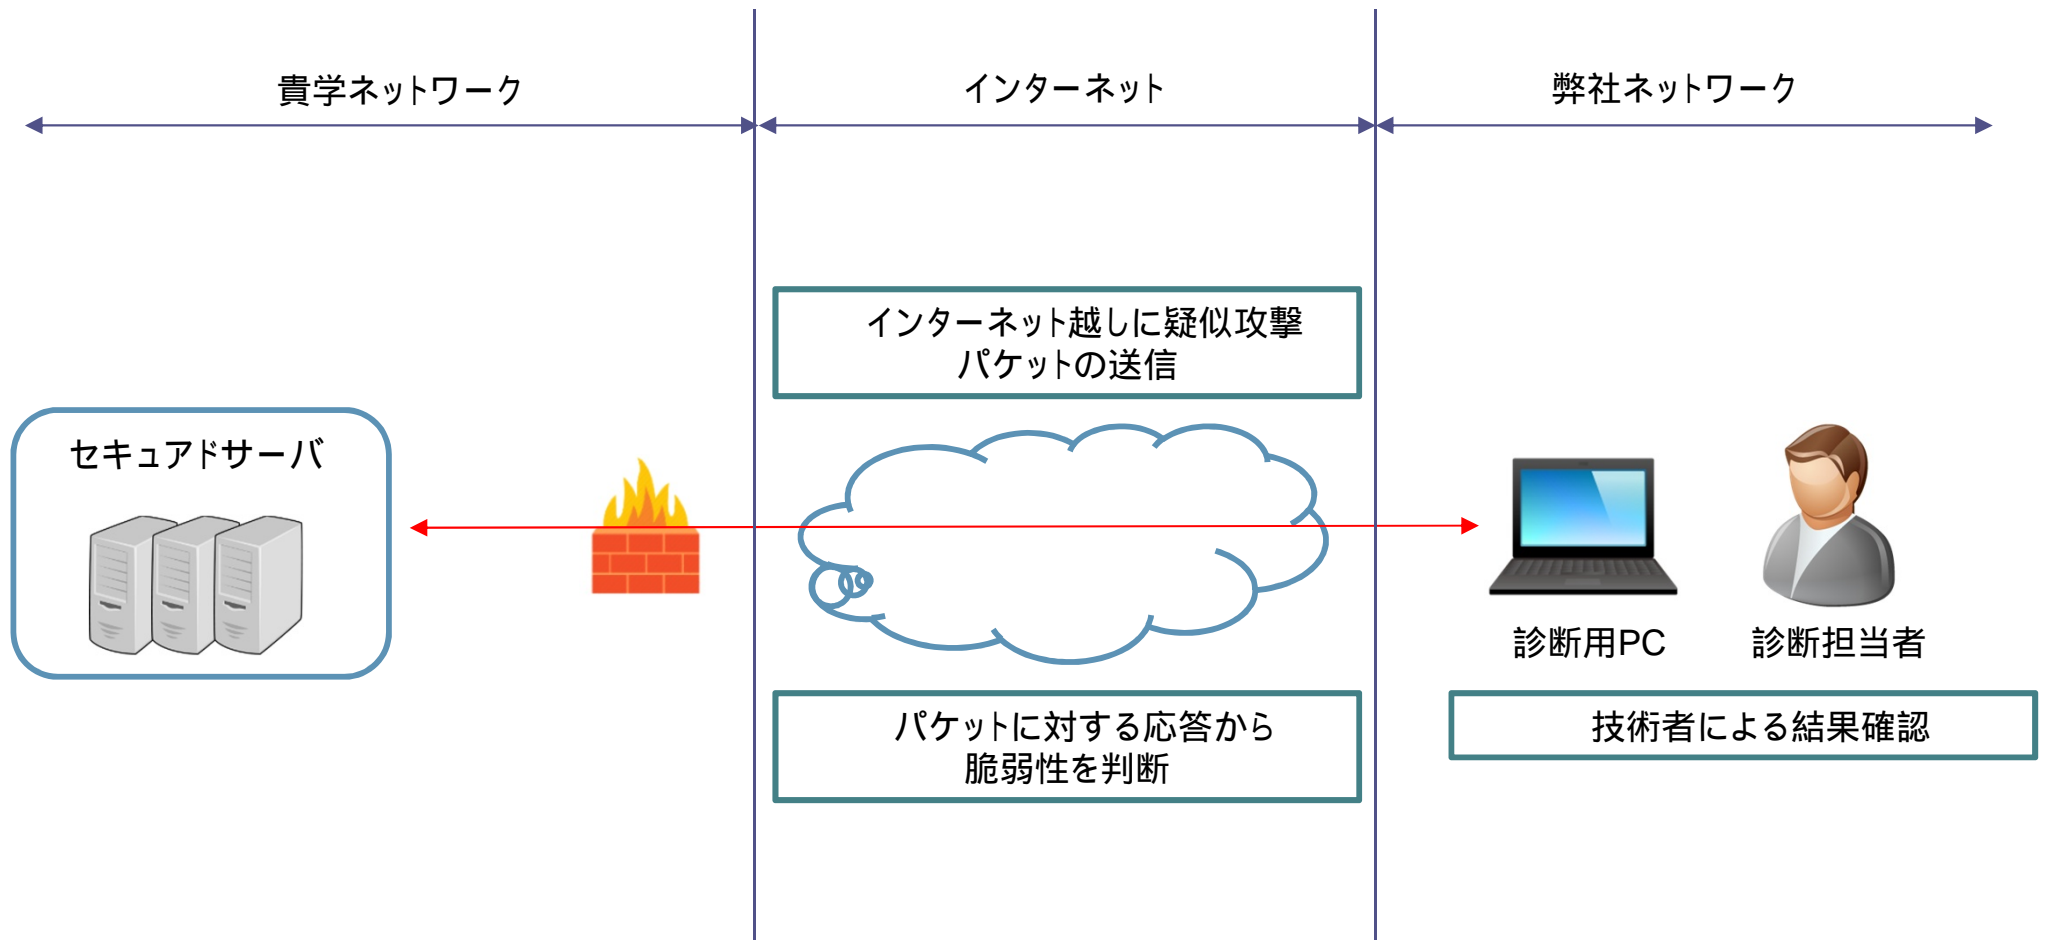 貴学ネットワーク
インターネット
弊社ネットワーク
インターネット越しに疑似攻撃
パケットの送信
セキュアドサーバ
診断用PC
診断担当者
パケットに対する応答から
脆弱性を判断
技術者による結果確認